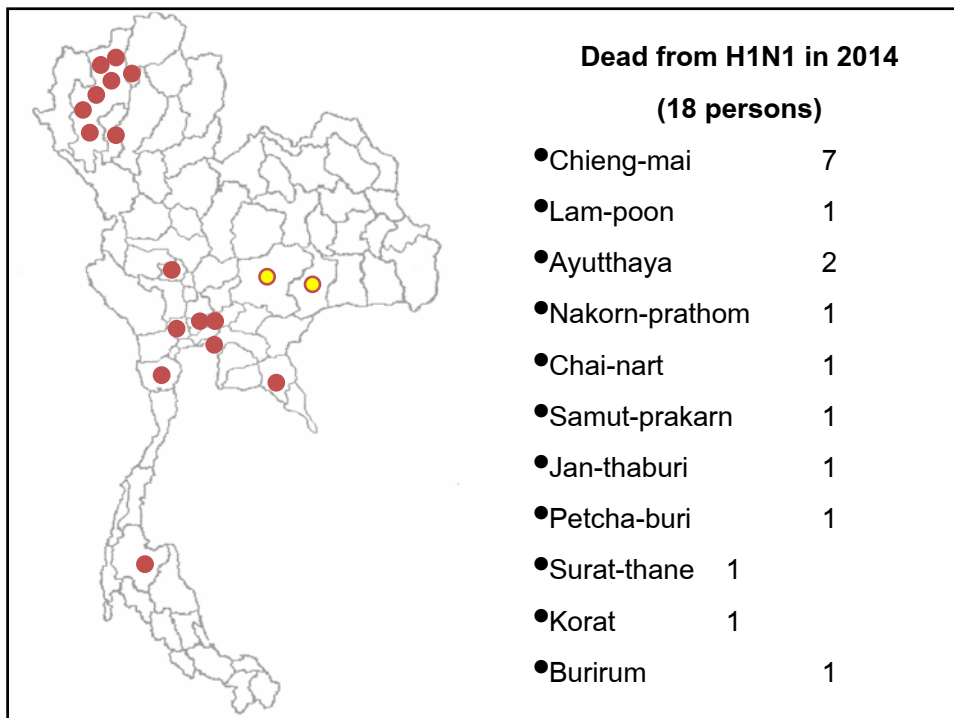 Dead from H1N1 in 2014
(18 persons)
•Chieng-mai 7
•Lam-poon 1
•Ayutthaya 2
•Nakorn-prathom 1
•Chai-nart 1
•Samut-prakarn 1
•Jan-thaburi 1
•Petcha-buri 1
•Surat-thane 1
•Korat 1
•Burirum 1